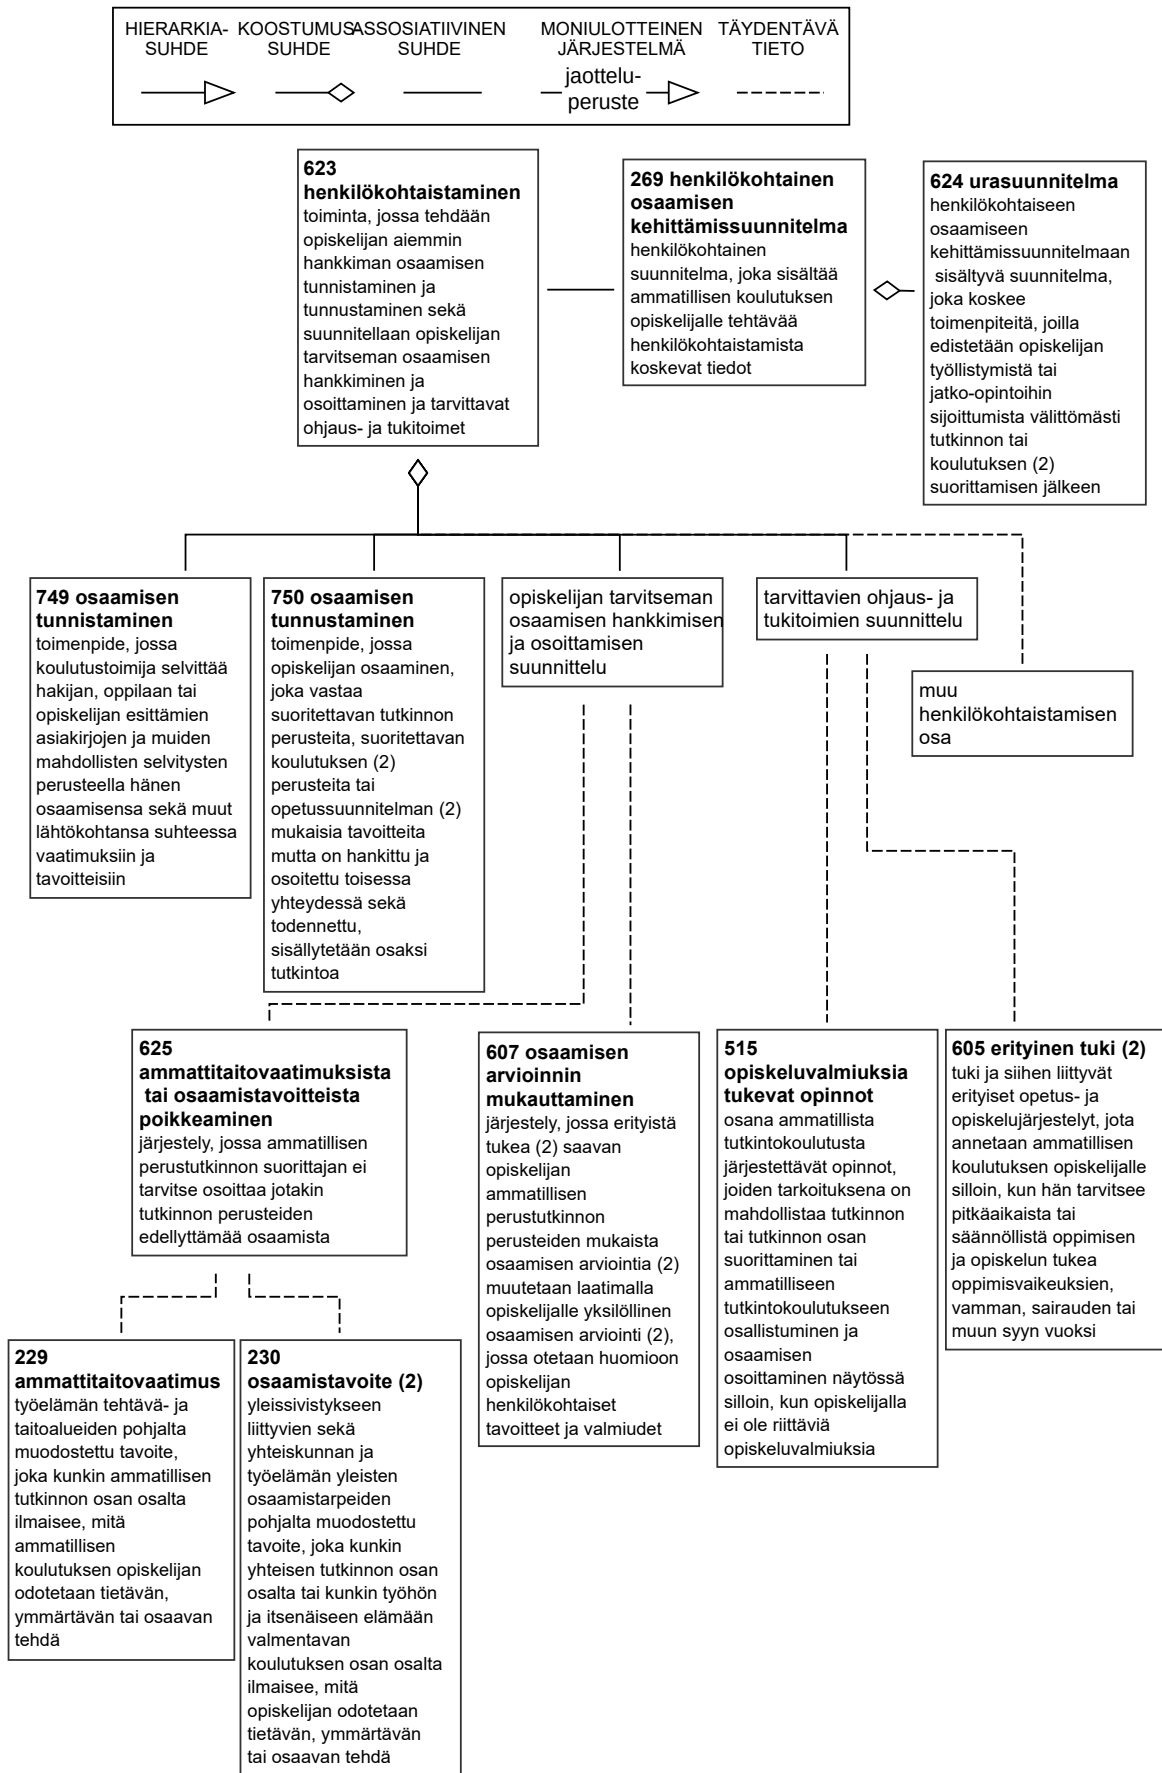 HIERARKIA-
SUHDE
KOOSTUMUS-
SUHDE
ASSOSIATIIVINEN
SUHDE
MONIULOTTEINEN
JÄRJESTELMÄ
jaottelu-
peruste
TÄYDENTÄVÄ
TIETO
623
henkilökohtaistaminen
toiminta, jossa tehdään
opiskelijan aiemmin
hankkiman osaamisen
tunnistaminen ja
tunnustaminen sekä
suunnitellaan opiskelijan
tarvitseman osaamisen
hankkiminen ja
osoittaminen ja tarvittavat
ohjaus- ja tukitoimet
269 henkilökohtainen
osaamisen
kehittämissuunnitelma
henkilökohtainen
suunnitelma, joka sisältää
ammatillisen koulutuksen
opiskelijalle tehtävää
henkilökohtaistamista
koskevat tiedot
624 urasuunnitelma
henkilökohtaiseen
osaamiseen
kehittämissuunnitelmaan
sisältyvä suunnitelma,
joka koskee
toimenpiteitä, joilla
edistetään opiskelijan
työllistymistä tai
jatko-opintoihin
sijoittumista välittömästi
tutkinnon tai
koulutuksen (2)
suorittamisen jälkeen
749 osaamisen
tunnistaminen
toimenpide, jossa
koulutustoimija selvittää
hakijan, oppilaan tai
opiskelijan esittämien
asiakirjojen ja muiden
mahdollisten selvitysten
perusteella hänen
osaamisensa sekä muut
lähtökohtansa suhteessa
vaatimuksiin ja
tavoitteisiin
750 osaamisen
tunnustaminen
toimenpide, jossa
opiskelijan osaaminen,
joka vastaa
suoritettavan tutkinnon
perusteita, suoritettavan
koulutuksen (2)
perusteita tai
opetussuunnitelman (2)
mukaisia tavoitteita
mutta on hankittu ja
osoitettu toisessa
yhteydessä sekä
todennettu,
sisällytetään osaksi
tutkintoa
opiskelijan tarvitseman
osaamisen hankkimisen
ja osoittamisen
suunnittelu
tarvittavien ohjaus- ja
tukitoimien suunnittelu
muu
henkilökohtaistamisen
osa
625
ammattitaitovaatimuksista
tai osaamistavoitteista
poikkeaminen
järjestely, jossa ammatillisen
perustutkinnon suorittajan ei
tarvitse osoittaa jotakin
tutkinnon perusteiden
edellyttämää osaamista
607 osaamisen
arvioinnin
mukauttaminen
järjestely, jossa erityistä
tukea (2) saavan
opiskelijan
ammatillisen
perustutkinnon
perusteiden mukaista
osaamisen arviointia (2)
muutetaan laatimalla
opiskelijalle yksilöllinen
osaamisen arviointi (2),
jossa otetaan huomioon
opiskelijan
henkilökohtaiset
tavoitteet ja valmiudet
515
opiskeluvalmiuksia
tukevat opinnot
osana ammatillista
tutkintokoulutusta
järjestettävät opinnot,
joiden tarkoituksena on
mahdollistaa tutkinnon
tai tutkinnon osan
suorittaminen tai
ammatilliseen
tutkintokoulutukseen
osallistuminen ja
osaamisen
osoittaminen näytössä
silloin, kun opiskelijalla
ei ole riittäviä
opiskeluvalmiuksia
605 erityinen tuki (2)
tuki ja siihen liittyvät
erityiset opetus- ja
opiskelujärjestelyt, jota
annetaan ammatillisen
koulutuksen opiskelijalle
silloin, kun hän tarvitsee
pitkäaikaista tai
säännöllistä oppimisen
ja opiskelun tukea
oppimisvaikeuksien,
vamman, sairauden tai
muun syyn vuoksi
229
ammattitaitovaatimus
työelämän tehtävä- ja
taitoalueiden pohjalta
muodostettu tavoite,
joka kunkin ammatillisen
tutkinnon osan osalta
ilmaisee, mitä
ammatillisen
koulutuksen opiskelijan
odotetaan tietävän,
ymmärtävän tai osaavan
tehdä
230
osaamistavoite (2)
yleissivistykseen
liittyvien sekä
yhteiskunnan ja
työelämän yleisten
osaamistarpeiden
pohjalta muodostettu
tavoite, joka kunkin
yhteisen tutkinnon osan
osalta tai kunkin työhön
ja itsenäiseen elämään
valmentavan
koulutuksen osan osalta
ilmaisee, mitä
opiskelijan odotetaan
tietävän, ymmärtävän
tai osaavan tehdä